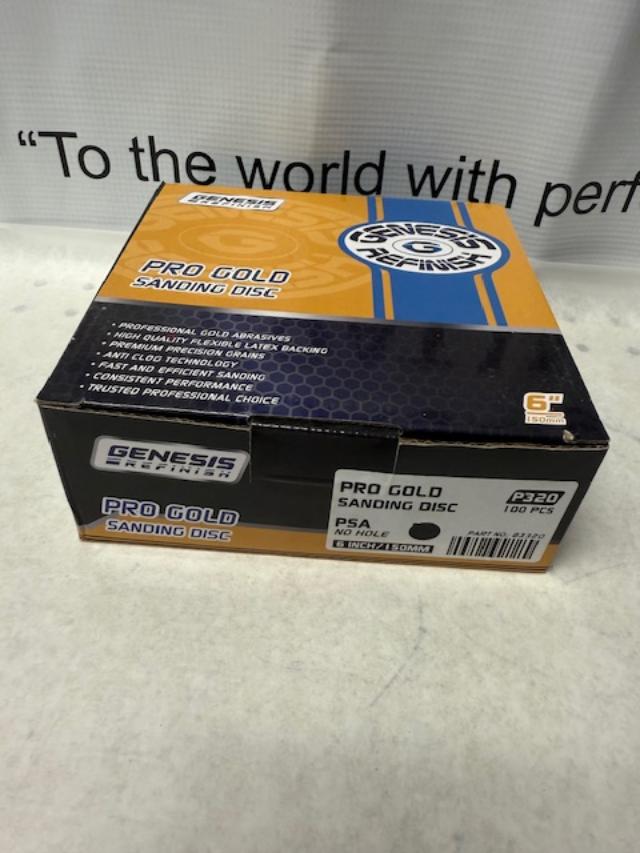 “To the world with perf
GENESIS
REFINISH
GENESIS
G
REFINISH
PRO GOLD
SANDING DISC
• PROFESSIONAL GOLD ABRASIVES
• HIGH QUALITY FLEXIBLE LATEX BACKING
• PREMIUM PRECISION GRAINS
• ANTI CLOG TECHNOLOGY
• FAST AND EFFICIENT SANDING
• CONSISTENT PERFORMANCE
• TRUSTED PROFESSIONAL CHOICE
6"
150mm
GENESIS
REFINISH
PRO GOLD
SANDING DISC
PRO GOLD
SANDING DISC
P320
100 PCS
PSA
NO HOLE
6 INCH/150MM
PART NO: 83320